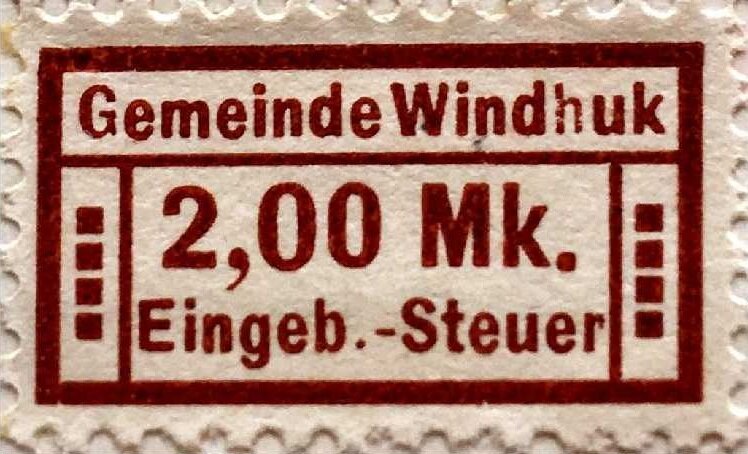 Gemeinde Windhuk
2,00 Mk.
Eingeb.-Steuer